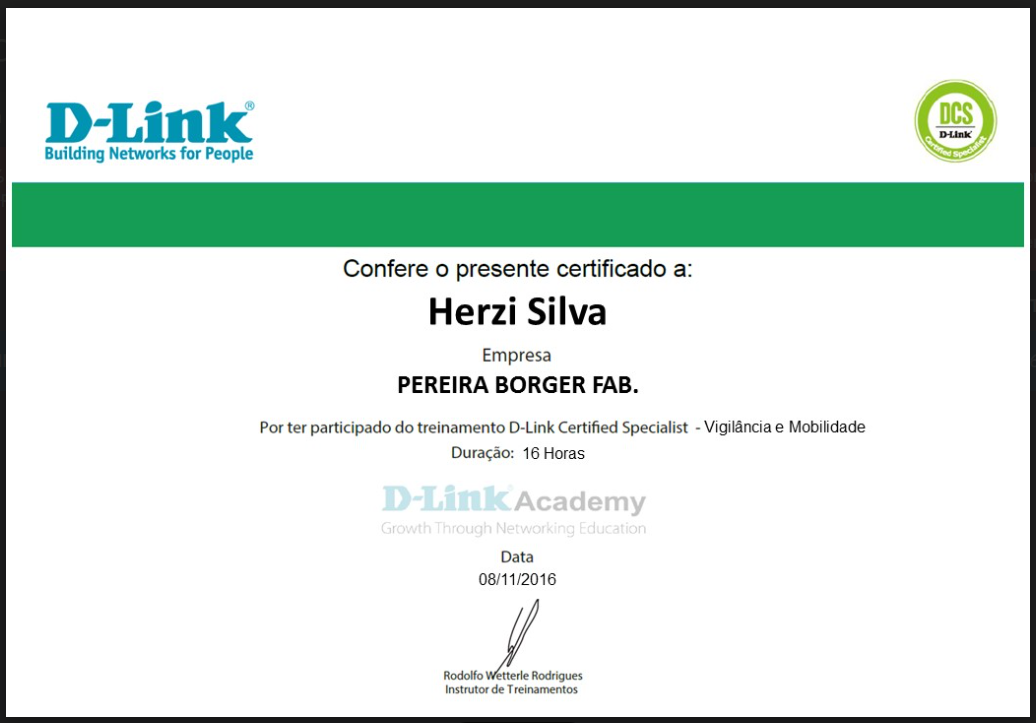 D-Link®
Building Networks for People
DCS
D-Link
Certified Specialist
Confere o presente certificado a:
Herzi Silva
Empresa
PEREIRA BORGER FAB.
Por ter participado do treinamento D-Link Certified Specialist - Vigilância e Mobilidade
Duração: 16 Horas
D-Link Academy
Growth Through Networking Education
Data
08/11/2016
Rodolfo Wetterle Rodrigues
Instrutor de Treinamentos